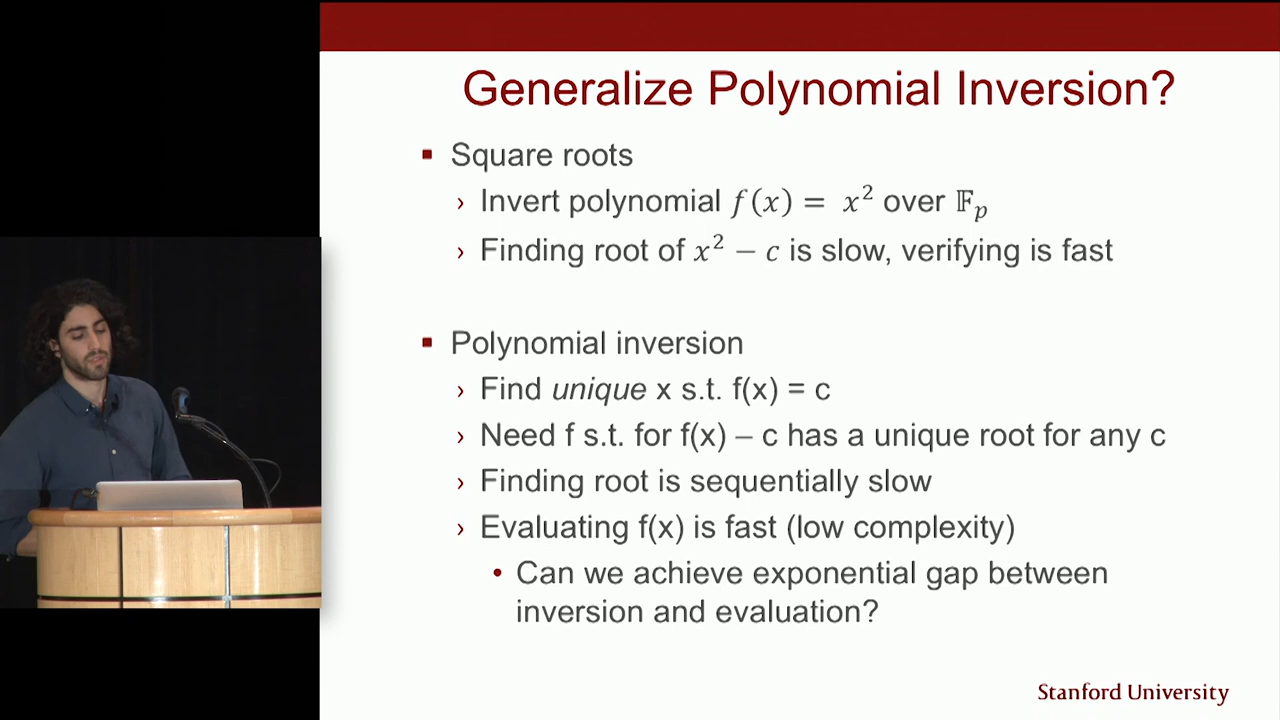 Generalize Polynomial Inversion?
▪ Square roots
› Invert polynomial f(x) = x² over 𝔽ₚ
› Finding root of x² − c is slow, verifying is fast
▪ Polynomial inversion
› Find unique x s.t. f(x) = c
› Need f s.t. for f(x) – c has a unique root for any c
› Finding root is sequentially slow
› Evaluating f(x) is fast (low complexity)
• Can we achieve exponential gap between
inversion and evaluation?
Stanford University